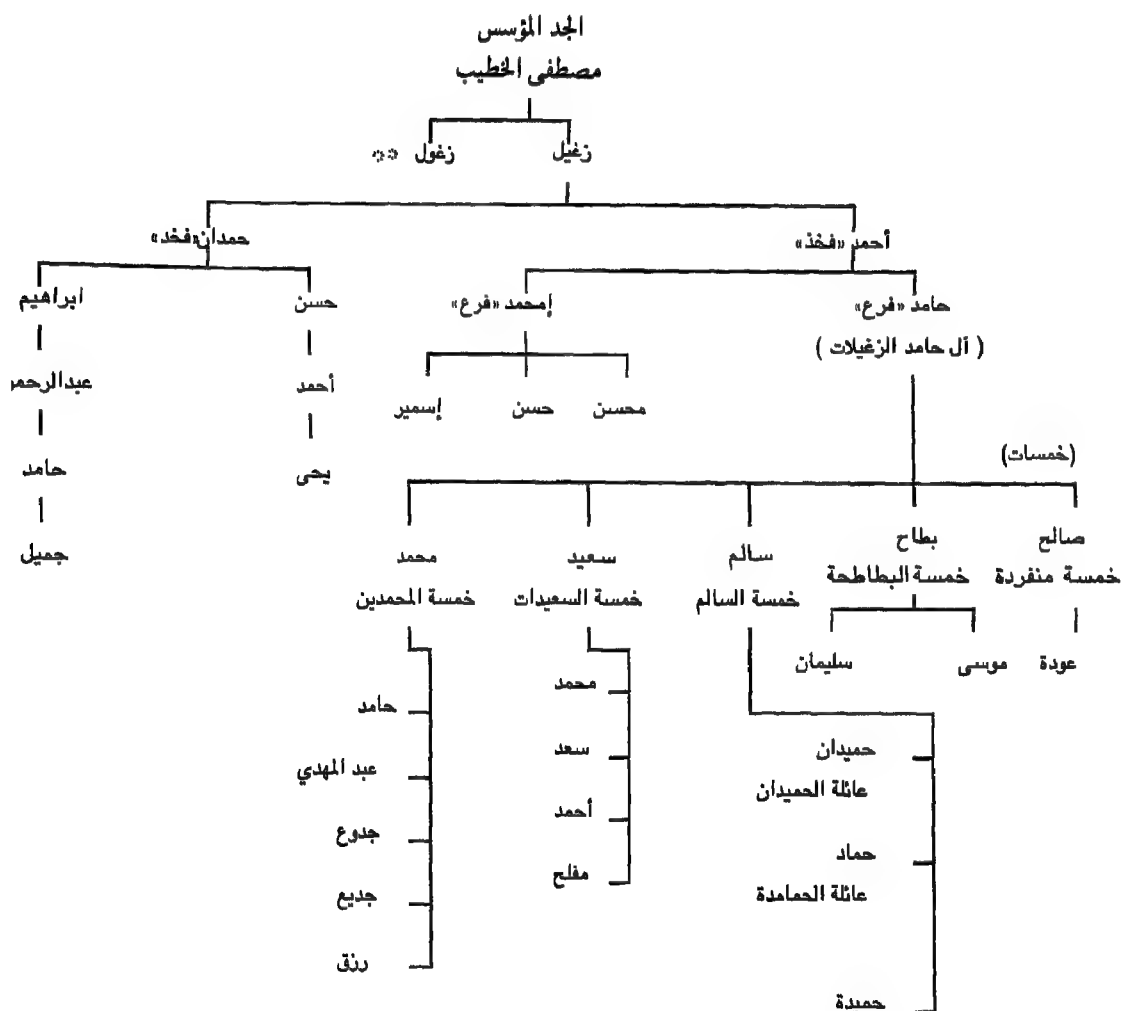 الجد المؤسس
مصطفى الخطيب
زغيل
زغول **
أحمد «فخذ»
حمدان «فخذ»
حامد «فرع»
إمحمد «فرع»
حسن
ابراهيم
( آل حامد الزغيلات )
أحمد
عبدالرحمن
محسن
حسن
إسمير
(خمسات)
يحى
حامد
صالح
بطاح
سالم
سعيد
محمد
جميل
خمسة منفردة
خمسة البطاطحة
خمسة السالم
خمسة السعيدات
خمسة المحمدين
عودة
موسى
سليمان
محمد
حامد
حميدان
سعد
عبد المهدي
عائلة الحميدان
أحمد
جدوع
حماد
مفلح
عائلة الحمامدة
جديع
رزق
حميدة